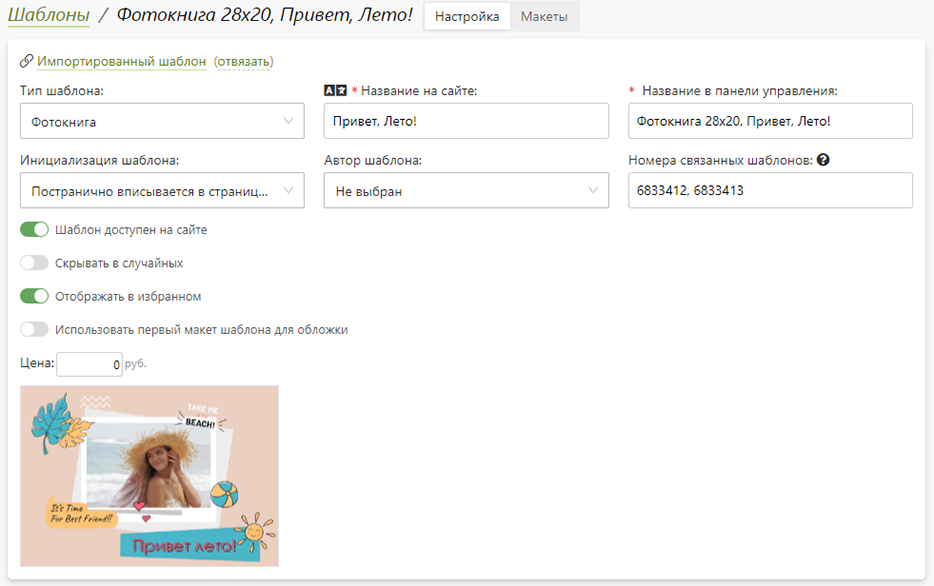 Шаблоны / Фотокнига 28x20, Привет, Лето! Настройка Макеты
Импортированный шаблон (отвязать)
Тип шаблона: * Название на сайте: * Название в панели управления:
Фотокнига Привет, Лето! Фотокнига 28x20, Привет, Лето!
Инициализация шаблона: Автор шаблона: Номера связанных шаблонов: ?
Постранично вписывается в страниц... Не выбран 6833412, 6833413
Шаблон доступен на сайте
Скрывать в случайных
Отображать в избранном
Использовать первый макет шаблона для обложки
Цена: 0 руб.
TAKE ME
BEACH!
It's Time
For Best Friend!!
Привет лето!